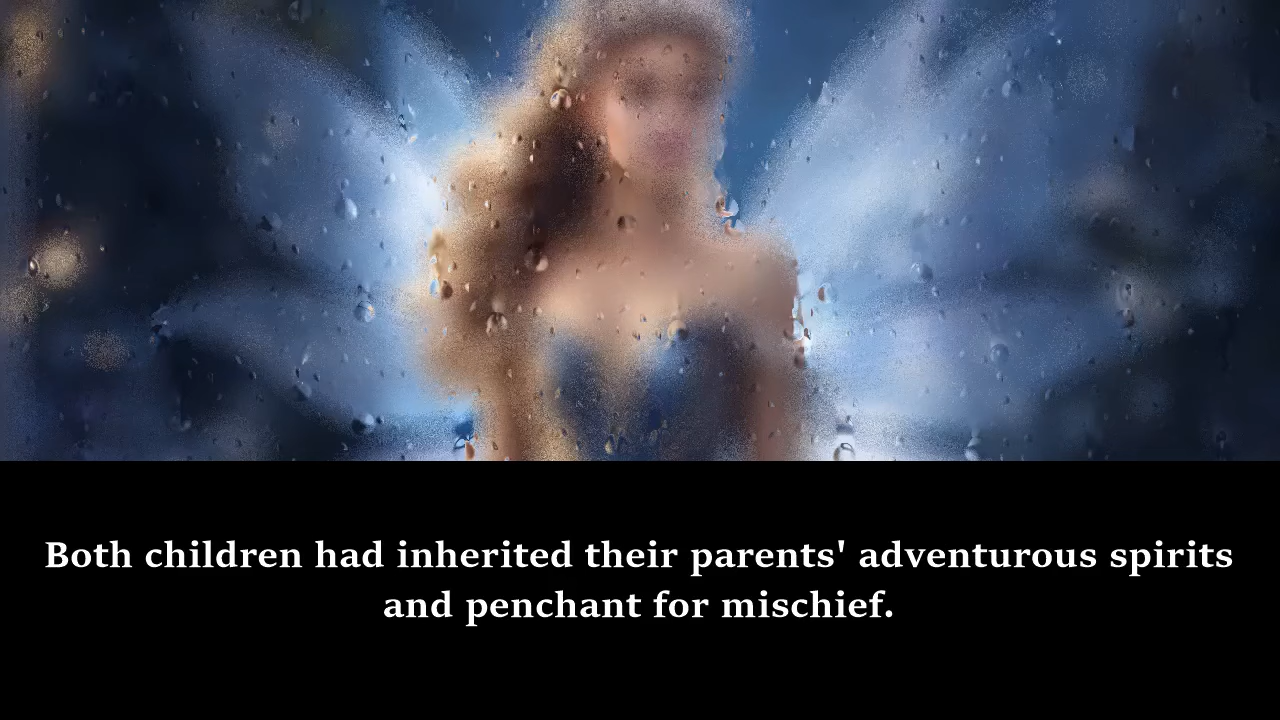 Both children had inherited their parents' adventurous spirits
and penchant for mischief.